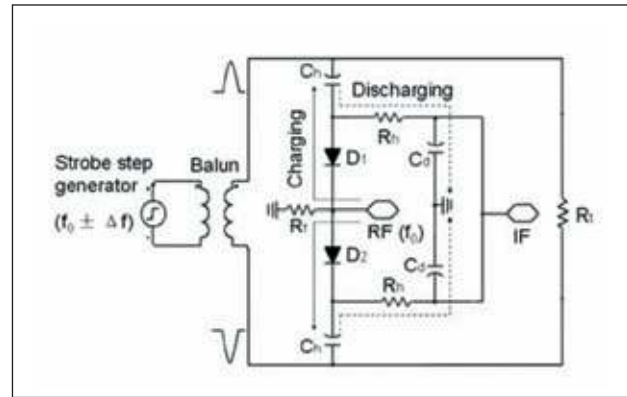 Ch
Discharging
Rh
Charging
D1
Cd
Strobe step
generator
(f0 ± Δf)
Balun
Rf
RF (f0)
IF
Rt
D2
Cd
Rh
Ch